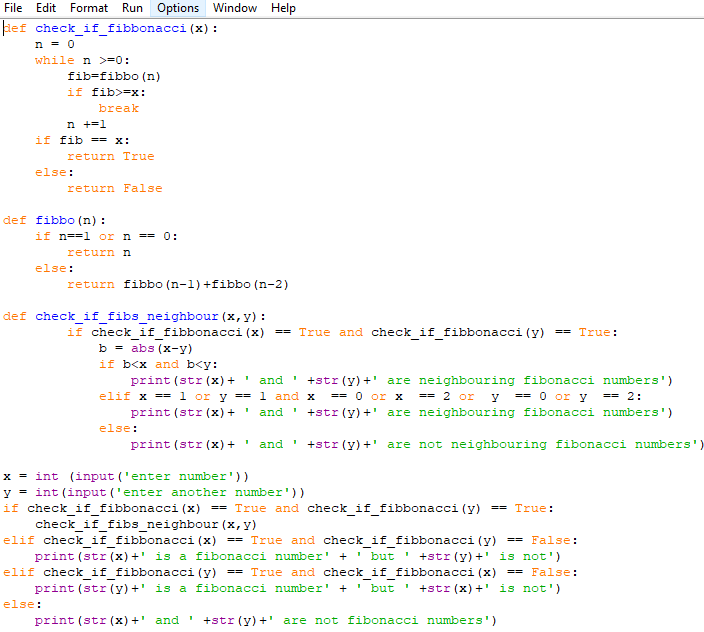 File Edit Format Run Options Window Help
def check_if_fibbonacci(x):
    n = 0
    while n >=0:
        fib=fibbo(n)
        if fib>=x:
            break
        n +=1
    if fib == x:
        return True
    else:
        return False

def fibbo(n):
    if n==1 or n == 0:
        return n
    else:
        return fibbo(n-1)+fibbo(n-2)

def check_if_fibs_neighbour(x,y):
        if check_if_fibbonacci(x) == True and check_if_fibbonacci(y) == True:
            b = abs(x-y)
            if b<x and b<y:
                print(str(x)+ ' and ' +str(y)+' are neighbouring fibonacci numbers')
            elif x == 1 or y == 1 and x  == 0 or x  == 2 or  y  == 0 or y  == 2:
                print(str(x)+ ' and ' +str(y)+' are neighbouring fibonacci numbers')
            else:
                print(str(x)+ ' and ' +str(y)+' are not neighbouring fibonacci numbers')

x = int (input('enter number'))
y = int(input('enter another number'))
if check_if_fibbonacci(x) == True and check_if_fibbonacci(y) == True:
    check_if_fibs_neighbour(x,y)
elif check_if_fibbonacci(x) == True and check_if_fibbonacci(y) == False:
    print(str(x)+' is a fibonacci number' + ' but ' +str(y)+' is not')
elif check_if_fibbonacci(y) == True and check_if_fibbonacci(x) == False:
    print(str(y)+' is a fibonacci number' + ' but ' +str(x)+' is not')
else:
    print(str(x)+' and ' +str(y)+' are not fibonacci numbers')